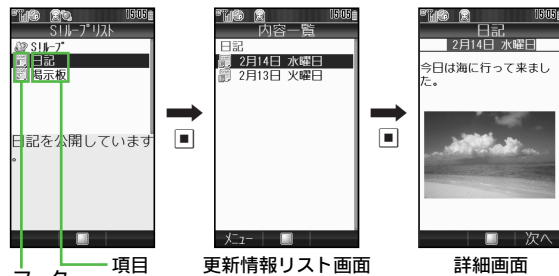 15:05
S!ループリスト
S!ループ
日記
掲示板
日記を公開しています
。
マーク
項目
15:05
内容一覧
日記
2月14日 水曜日
2月13日 火曜日
メニュー
更新情報リスト画面
15:05
日記
2月14日 水曜日
今日は海に行って来まし
た。
次へ
詳細画面